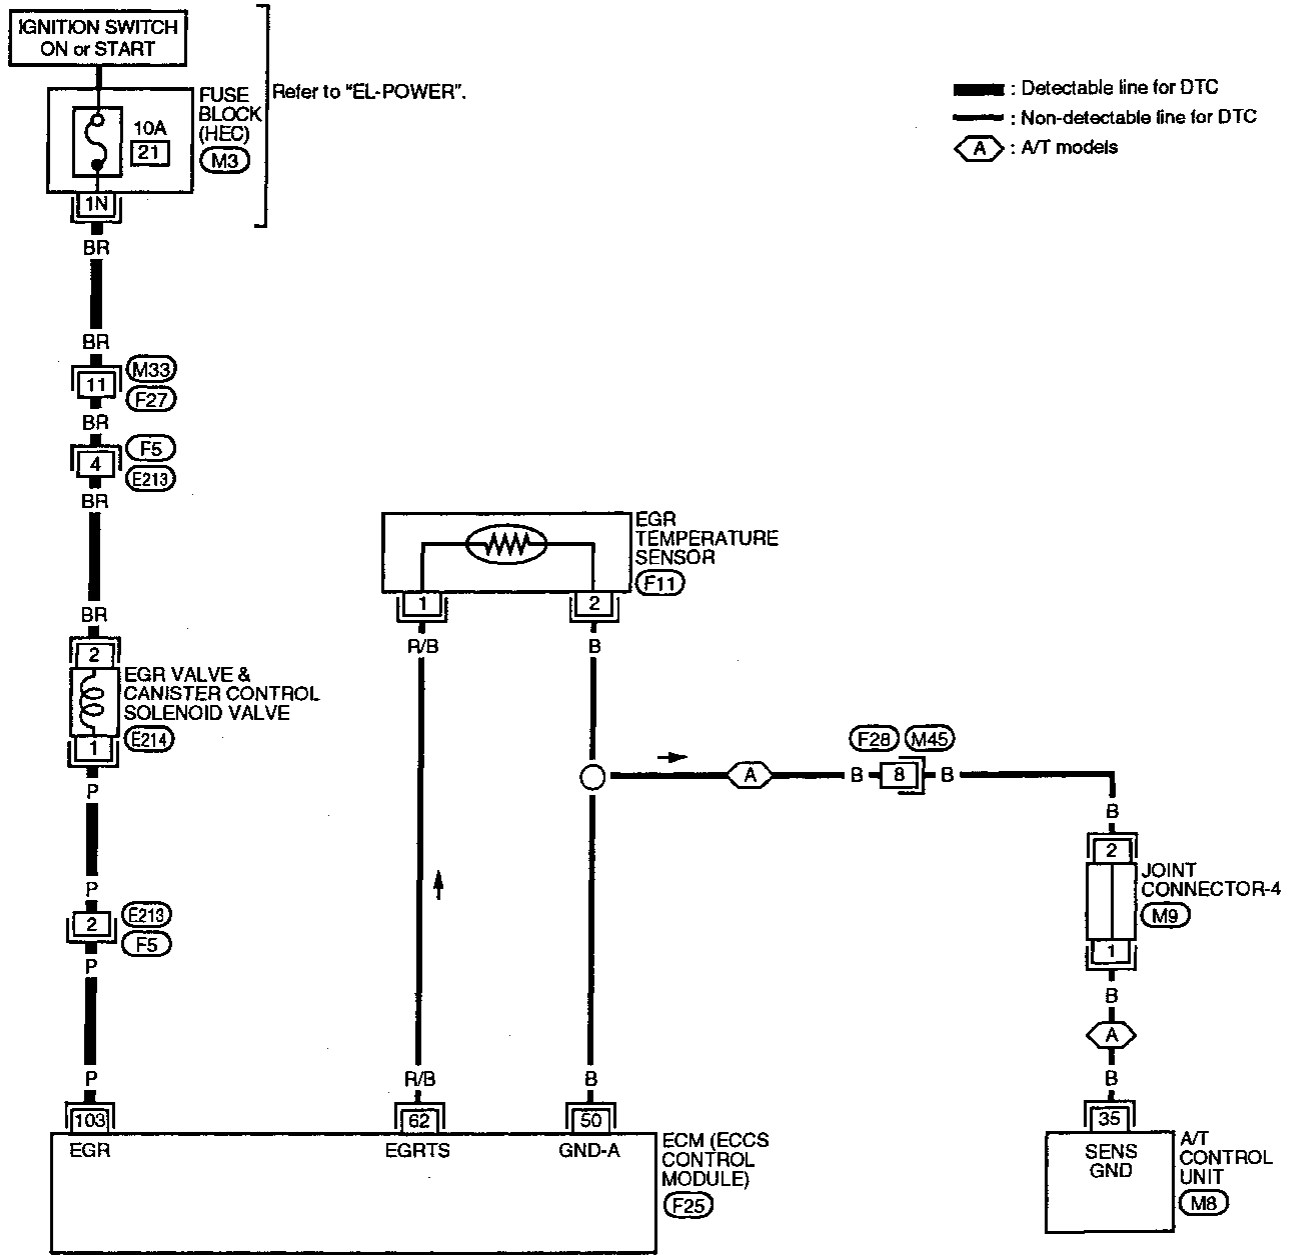 IGNITION SWITCH
ON or START
Refer to "EL-POWER".
FUSE
BLOCK
(HEC)
M3
10A
21
1N
: Detectable line for DTC
: Non-detectable line for DTC
A : A/T models
BR
BR
11
M33
F27
BR
4
F5
E213
BR
BR
2
EGR VALVE &
CANISTER CONTROL
SOLENOID VALVE
E214
1
P
P
2
E213
F5
P
P
103
EGR
EGR
TEMPERATURE
SENSOR
F11
1
2
R/B
B
R/B
B
62
50
EGRTS
GND-A
ECM (ECCS
CONTROL
MODULE)
F25
A
F28
M45
B
8
B
B
2
JOINT
CONNECTOR-4
M9
1
B
A
B
35
SENS
GND
A/T
CONTROL
UNIT
M8